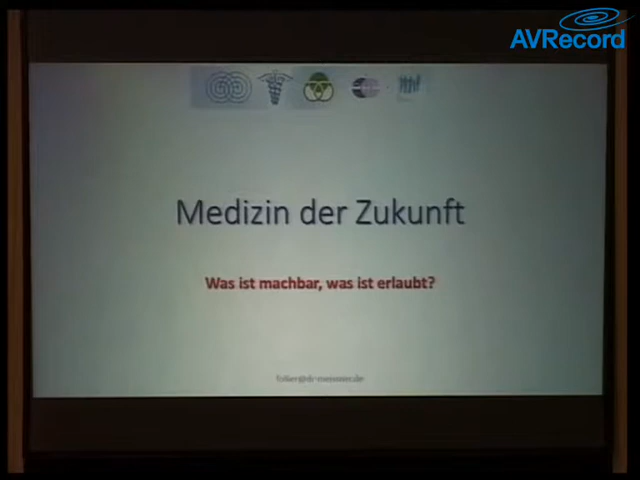 AVRecord
Medizin der Zukunft
Was ist machbar, was ist erlaubt?